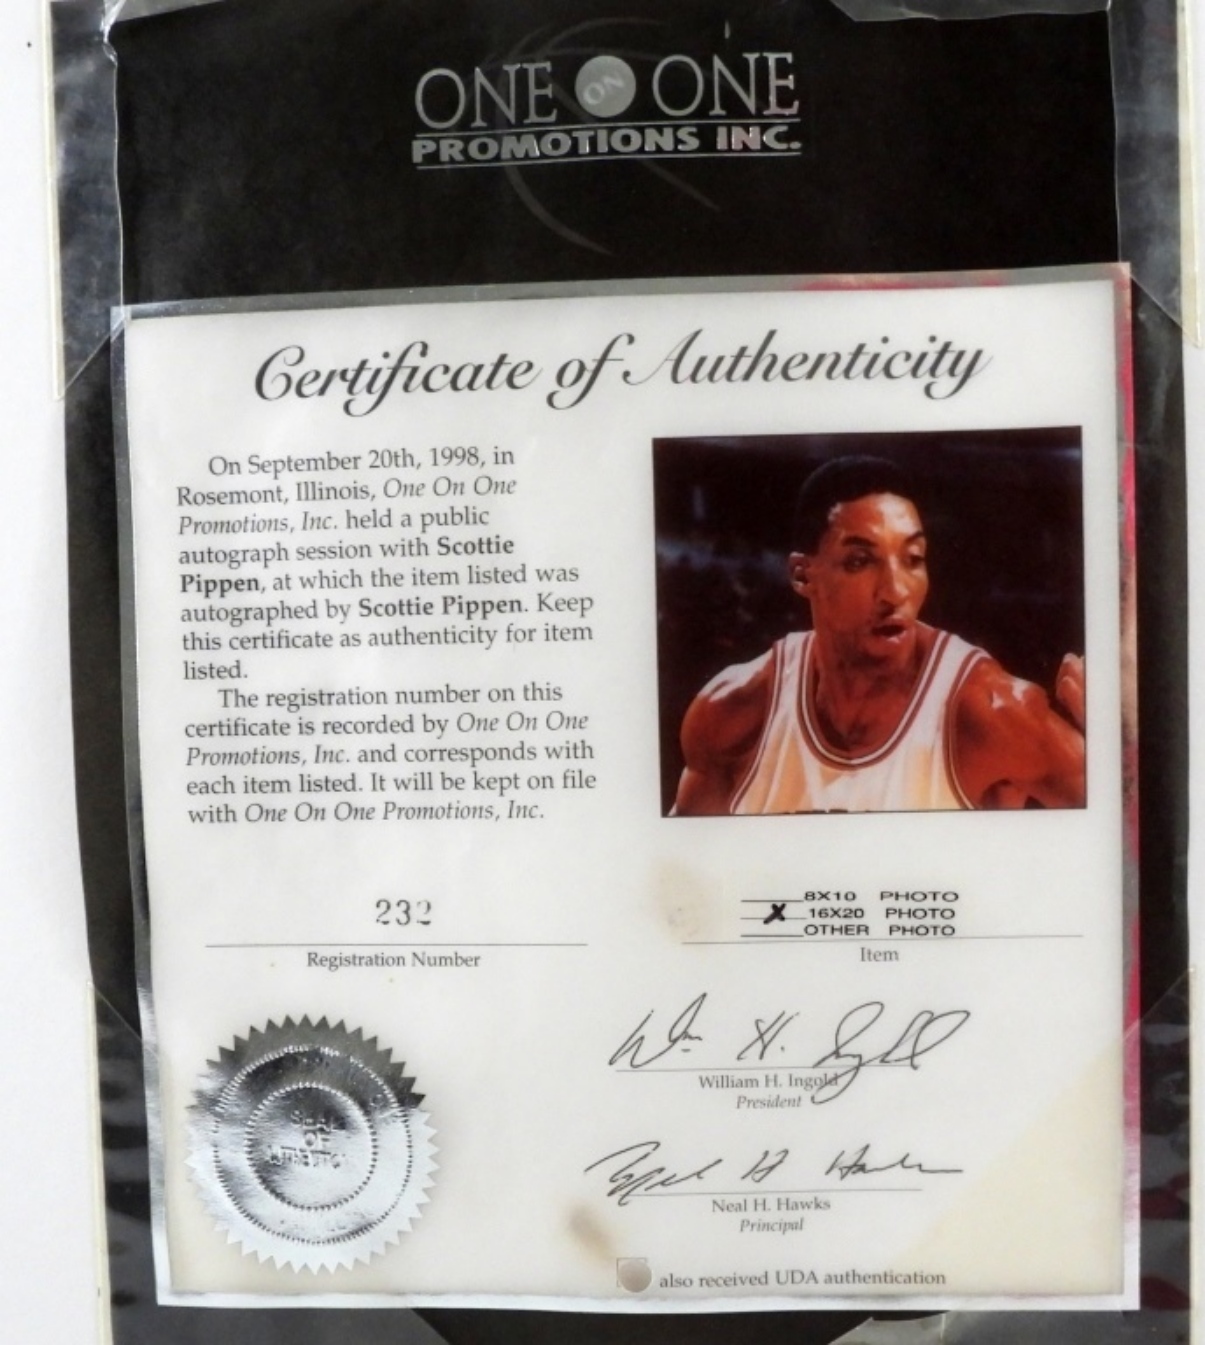 ONE ON ONE
PROMOTIONS INC.
Certificate of Authenticity
On September 20th, 1998, in
Rosemont, Illinois, One On One
Promotions, Inc. held a public
autograph session with Scottie
Pippen, at which the item listed was
autographed by Scottie Pippen. Keep
this certificate as authenticity for item
listed.
The registration number on this
certificate is recorded by One On One
Promotions, Inc. and corresponds with
each item listed. It will be kept on file
with One On One Promotions, Inc.
232
Registration Number
8X10 PHOTO
X 16X20 PHOTO
OTHER PHOTO
Item
Wm H. Ingold
William H. Ingold
President
Neal H Hawks
Neal H. Hawks
Principal
also received UDA authentication